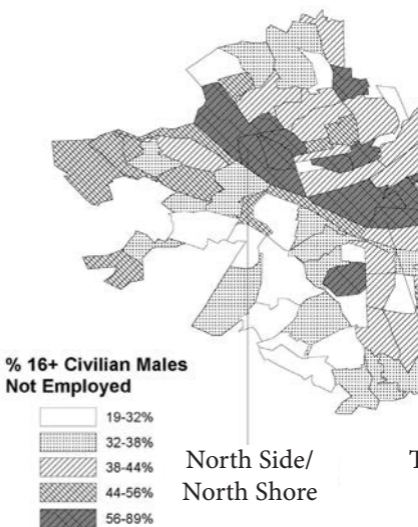 % 16+ Civilian Males
Not Employed
19-32%
32-38%
38-44%
44-56%
56-89%
North Side/
North Shore
T